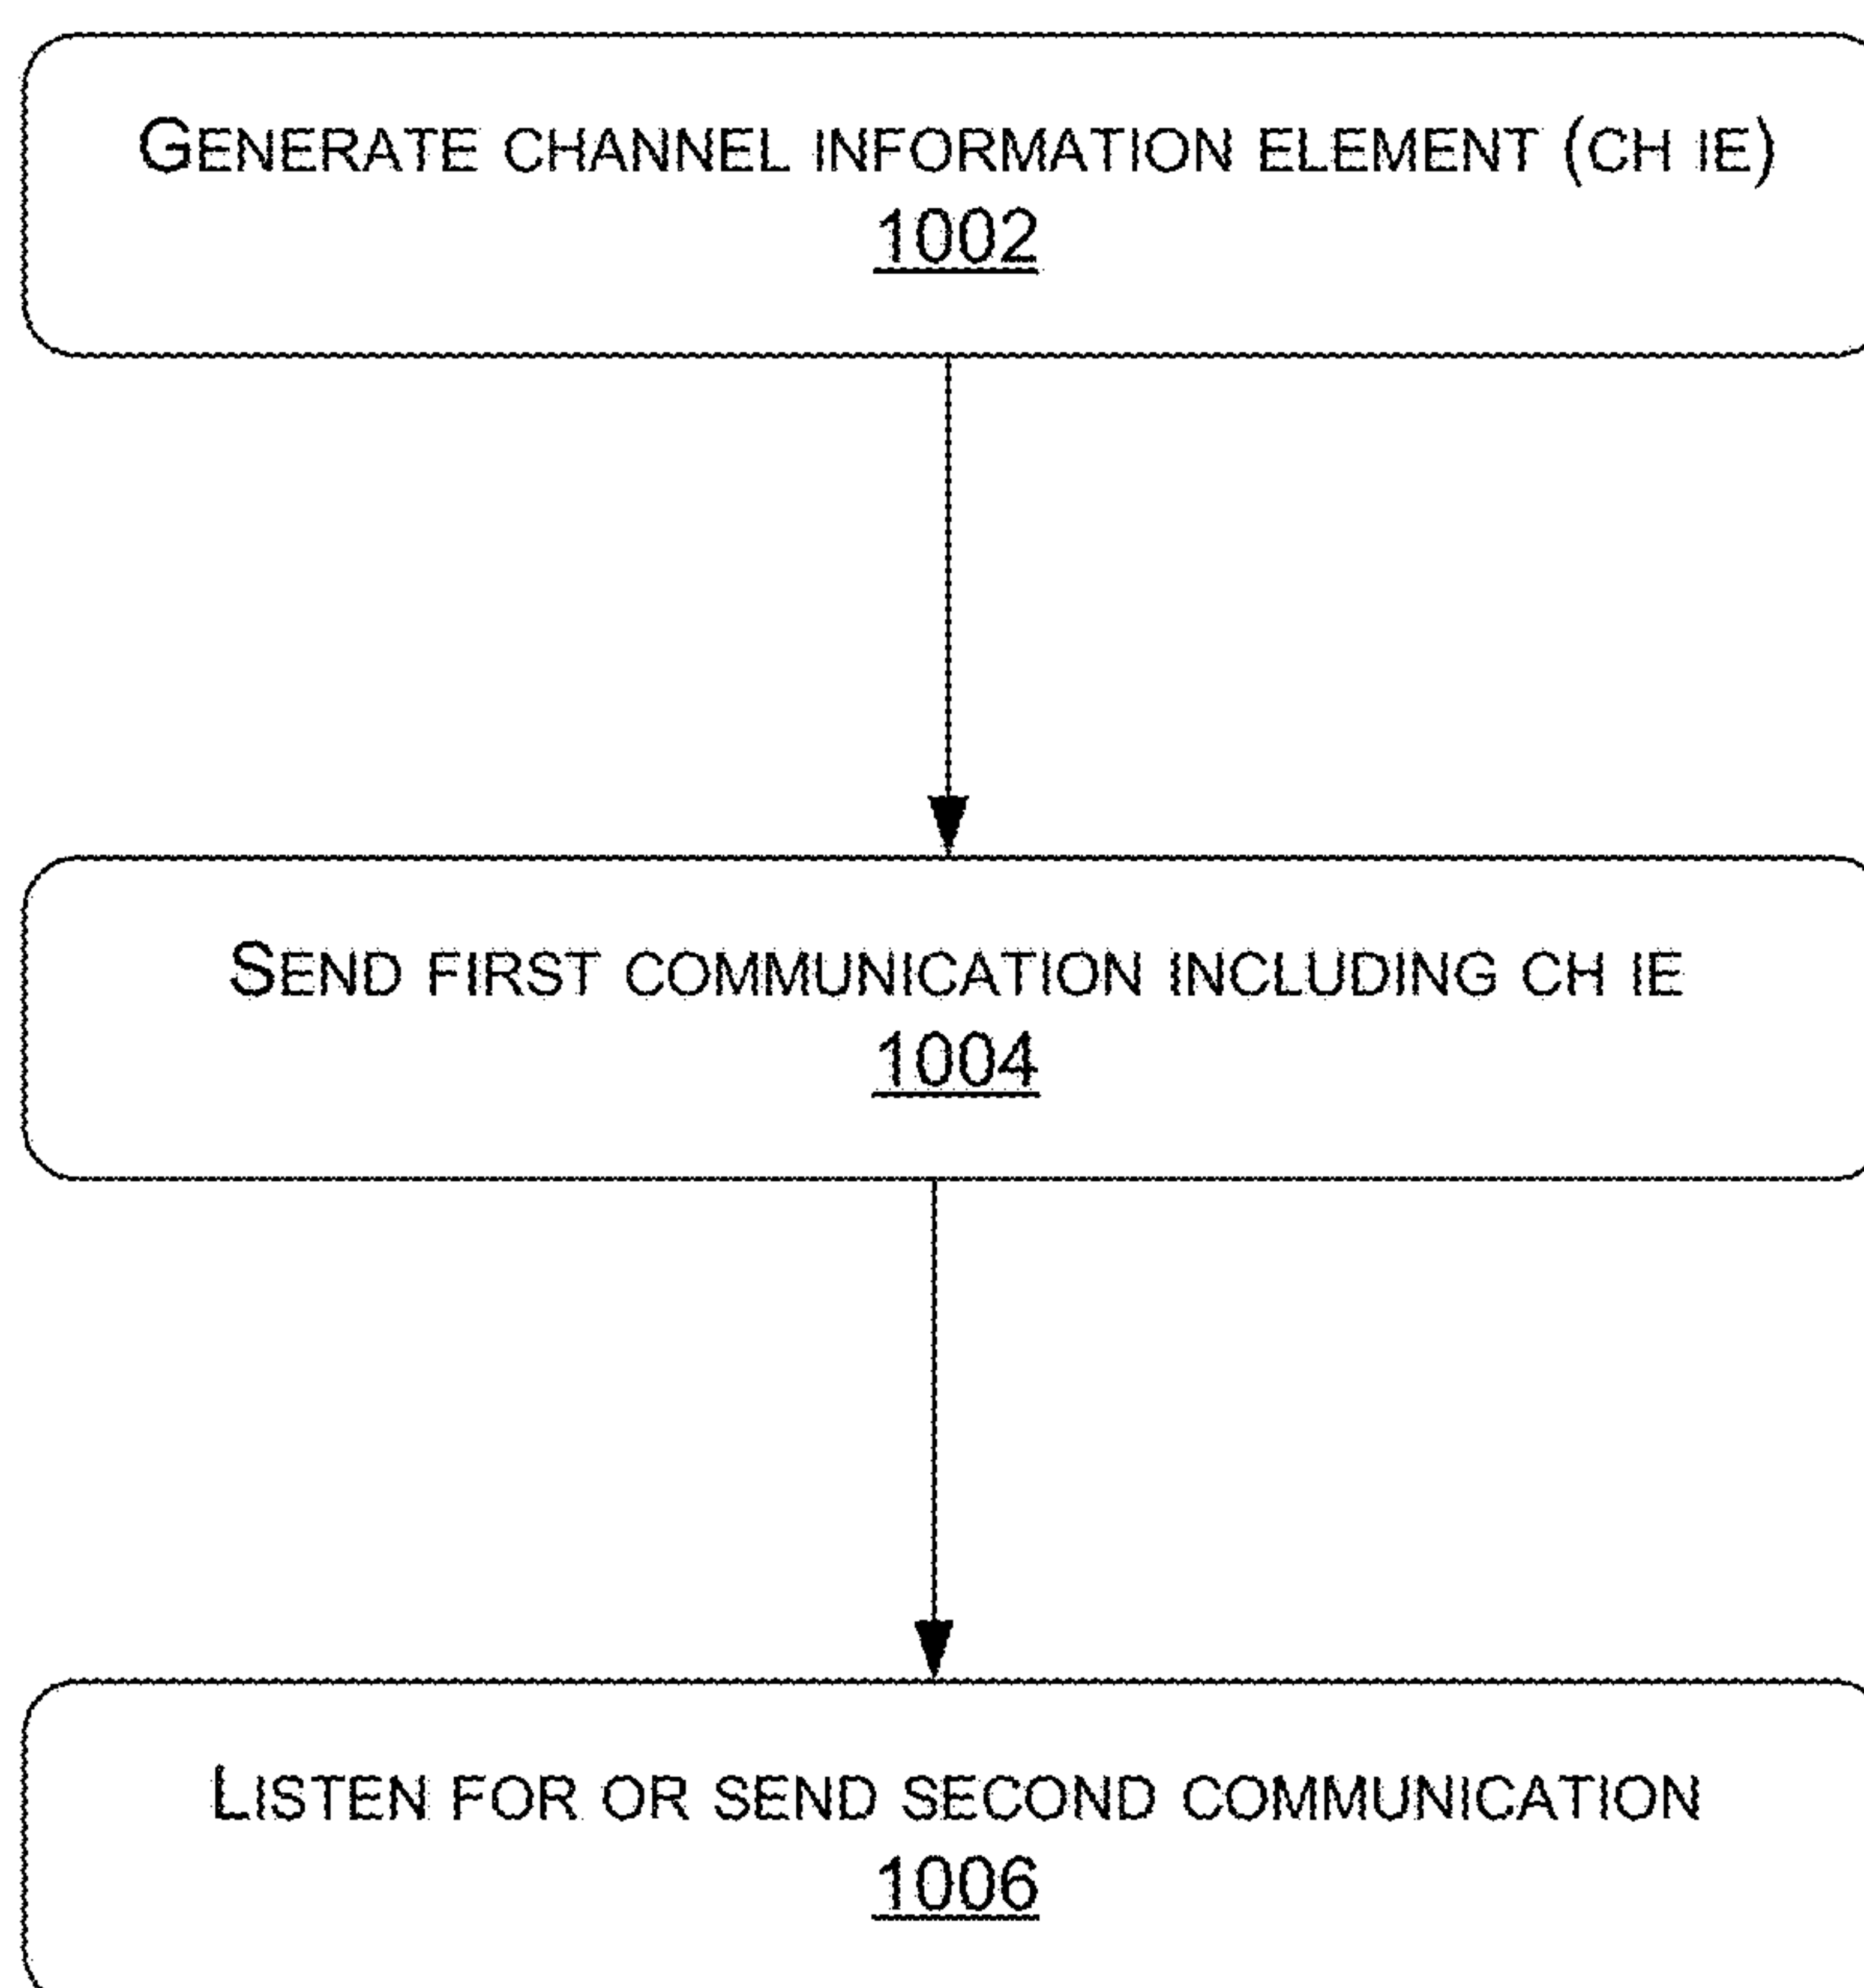 GENERATE CHANNEL INFORMATION ELEMENT (CH IE)
1002
SEND FIRST COMMUNICATION INCLUDING CH IE
1004
LISTEN FOR OR SEND SECOND COMMUNICATION
1006